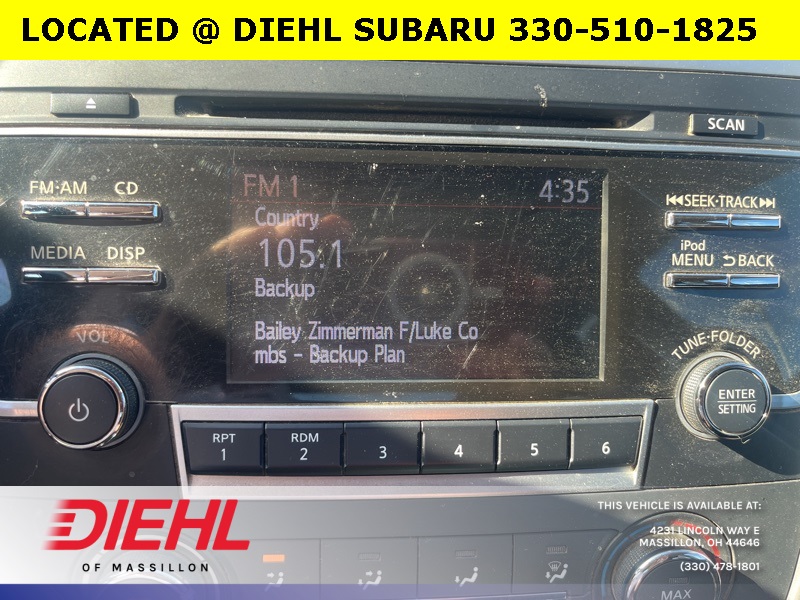 LOCATED @ DIEHL SUBARU 330-510-1825
SCAN
FM·AM CD
FM 1 4:35
SEEK·TRACK
Country
105.1
MEDIA DISP
iPod
MENU BACK
Backup
Bailey Zimmerman F/Luke Co
mbs - Backup Plan
VOL
TUNE·FOLDER
ENTER
SETTING
RPT
1
RDM
2
3
4
5
6
DIEHL
OF MASSILLON
THIS VEHICLE IS AVAILABLE AT:
4231 LINCOLN WAY E
MASSILLON, OH 44646
(330) 478-1801
MAX